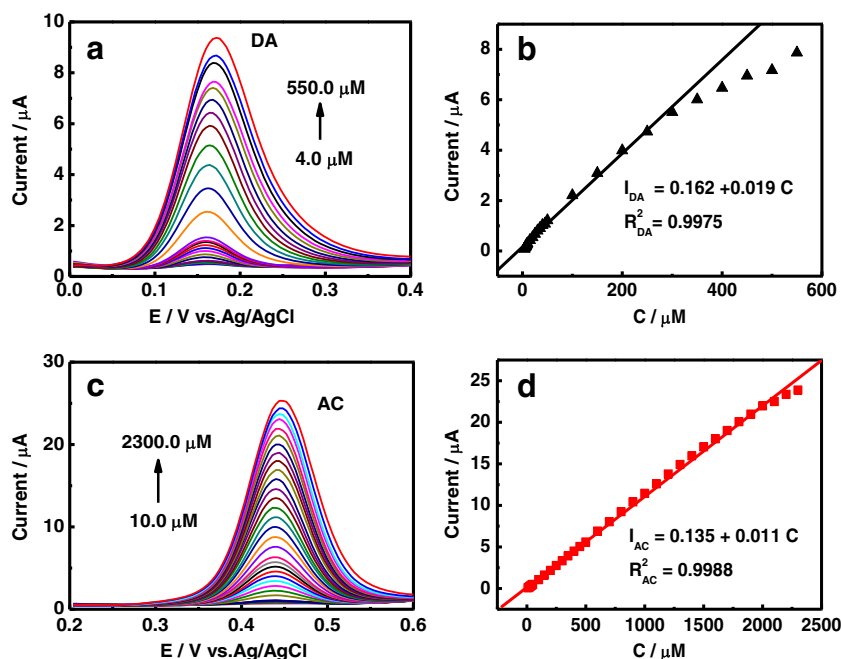 a
DA
550.0 μM
4.0 μM
Current / μA
10
8
6
4
2
0
0.0 0.1 0.2 0.3 0.4
E / V vs.Ag/AgCl
b
I_DA = 0.162 +0.019 C
R²_DA= 0.9975
Current / μA
8
6
4
2
0
0 200 400 600
C / μM
c
AC
2300.0 μM
10.0 μM
Current / μA
30
20
10
0
0.2 0.3 0.4 0.5 0.6
E / V vs.Ag/AgCl
d
I_AC = 0.135 + 0.011 C
R²_AC = 0.9988
Current / μA
25
20
15
10
5
0
0 500 1000 1500 2000 2500
C / μM